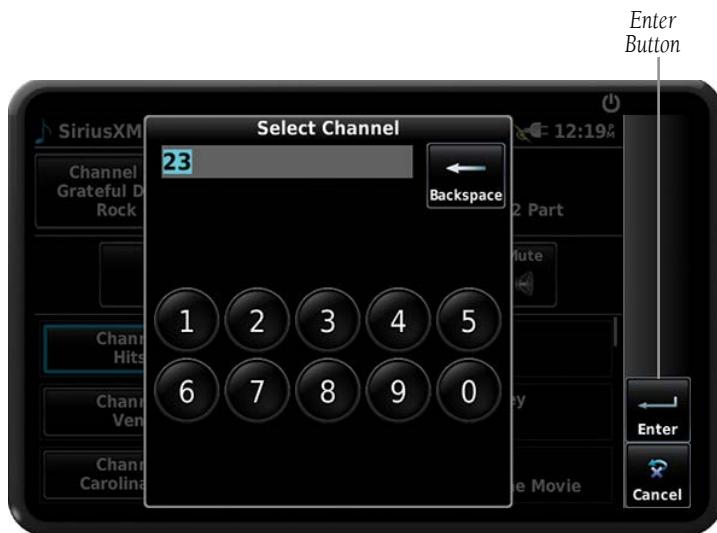 Enter
Button
SiriusXM
Select Channel
12:19
23
Backspace
Channel
Grateful D
Rock
2 Part
Mute
1 2 3 4 5
Chann
Hits
6 7 8 9 0
Chann
Ven
ey
Enter
Chann
Carolina
e Movie
Cancel